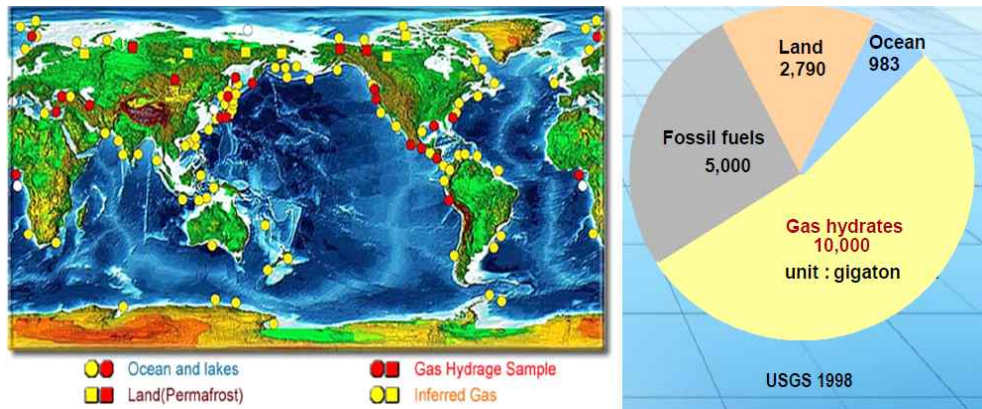 Ocean and lakes
Gas Hydrage Sample
Land(Permafrost)
Inferred Gas
Land
2,790
Ocean
983
Fossil fuels
5,000
Gas hydrates
10,000
unit : gigaton
USGS 1998